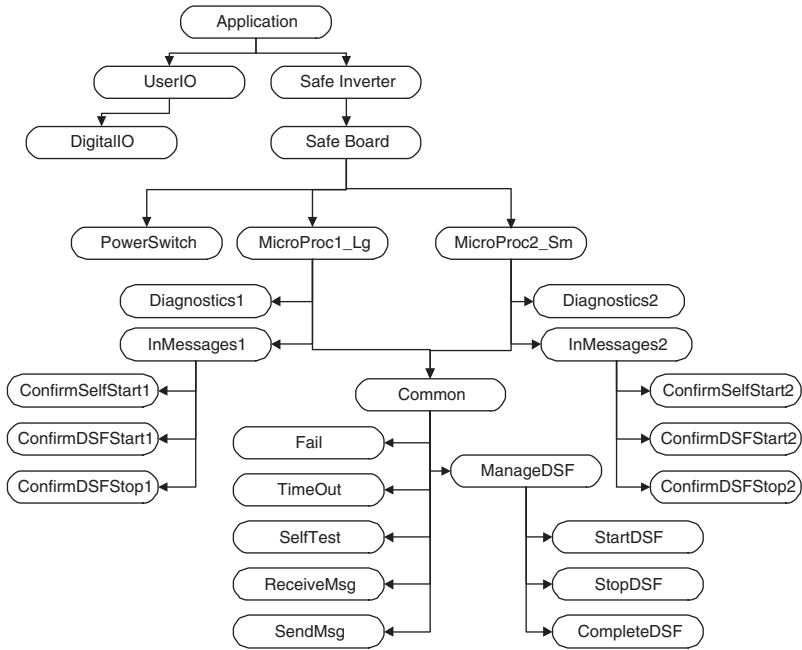 Application
UserIO
Safe Inverter
DigitalIO
Safe Board
PowerSwitch
MicroProc1_Lg
MicroProc2_Sm
Diagnostics1
Diagnostics2
InMessages1
InMessages2
ConfirmSelfStart1
Common
ConfirmSelfStart2
ConfirmDSFStart1
Fail
ConfirmDSFStart2
ManageDSF
ConfirmDSFStop1
TimeOut
ConfirmDSFStop2
SelfTest
StartDSF
ReceiveMsg
StopDSF
SendMsg
CompleteDSF